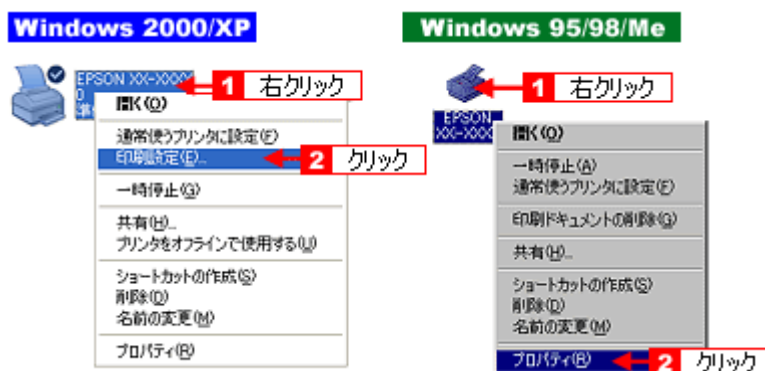 Windows 2000/XP
EPSON XX-XXXX
0
1 右クリック
開く(O)
通常使うプリンタに設定(F)
印刷設定(E)...
2 クリック
一時停止(G)
共有(H)...
プリンタをオフラインで使用する(U)
ショートカットの作成(S)
削除(D)
名前の変更(M)
プロパティ(R)
Windows 95/98/Me
1 右クリック
EPSON
XX-XXXX
開く(O)
一時停止(A)
通常使うプリンタに設定(F)
印刷ドキュメントの削除(G)
共有(H)...
ショートカットの作成(S)
削除(D)
名前の変更(M)
プロパティ(R)
2 クリック